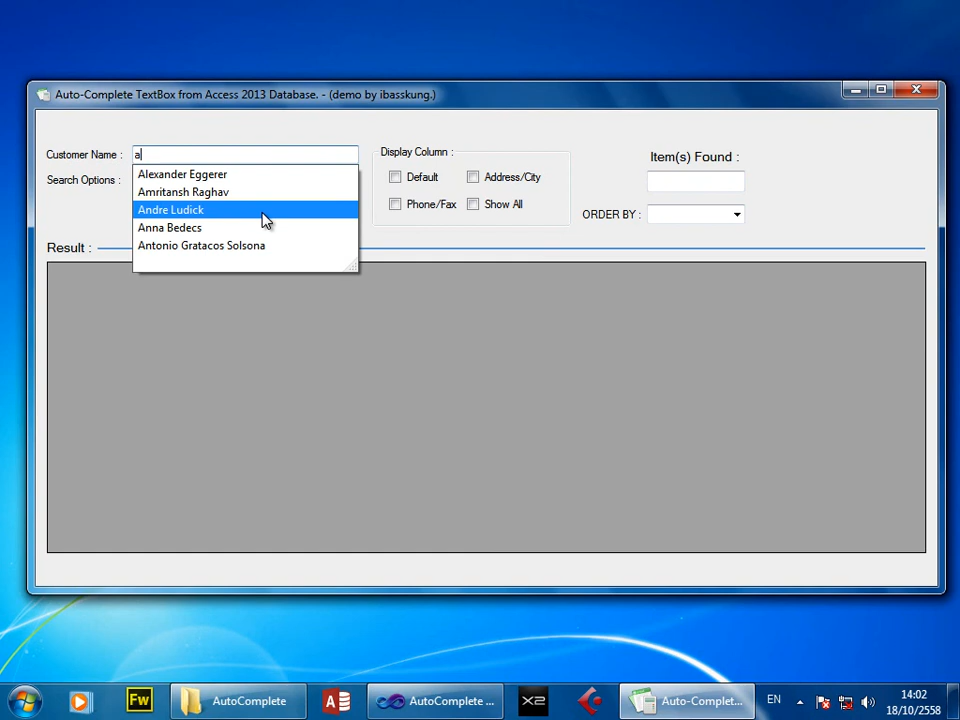 Auto-Complete TextBox from Access 2013 Database. - (demo by ibasskung.)
Customer Name :
a
Search Options :
Alexander Eggerer
Amritansh Raghav
Andre Ludick
Anna Bedecs
Antonio Gratacos Solsona
Display Column :
Default
Address/City
Phone/Fax
Show All
Item(s) Found :
ORDER BY :
Result :
Fw
AutoComplete
A
AutoComplete ...
X2
Auto-Complet...
EN
14:02
18/10/2558